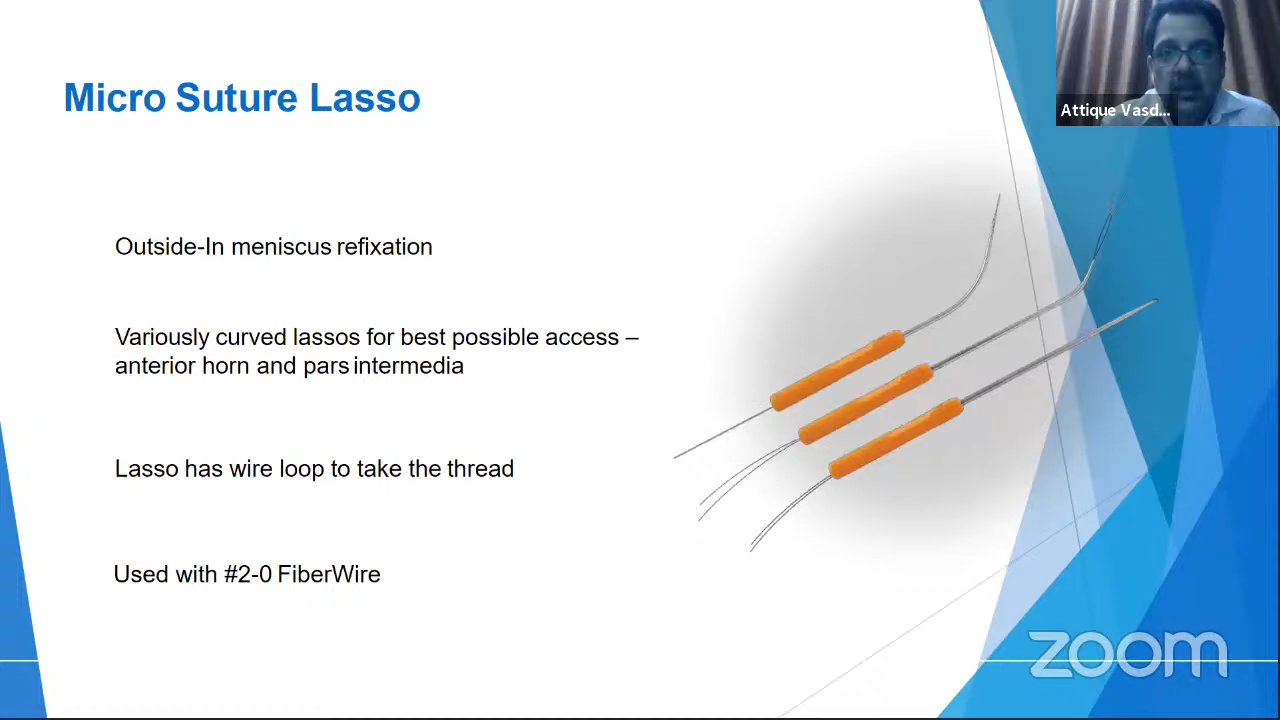 Micro Suture Lasso
Attique Vasd...
Outside-In meniscus refixation
Variously curved lassos for best possible access –
anterior horn and pars intermedia
Lasso has wire loop to take the thread
Used with #2-0 FiberWire
zoom